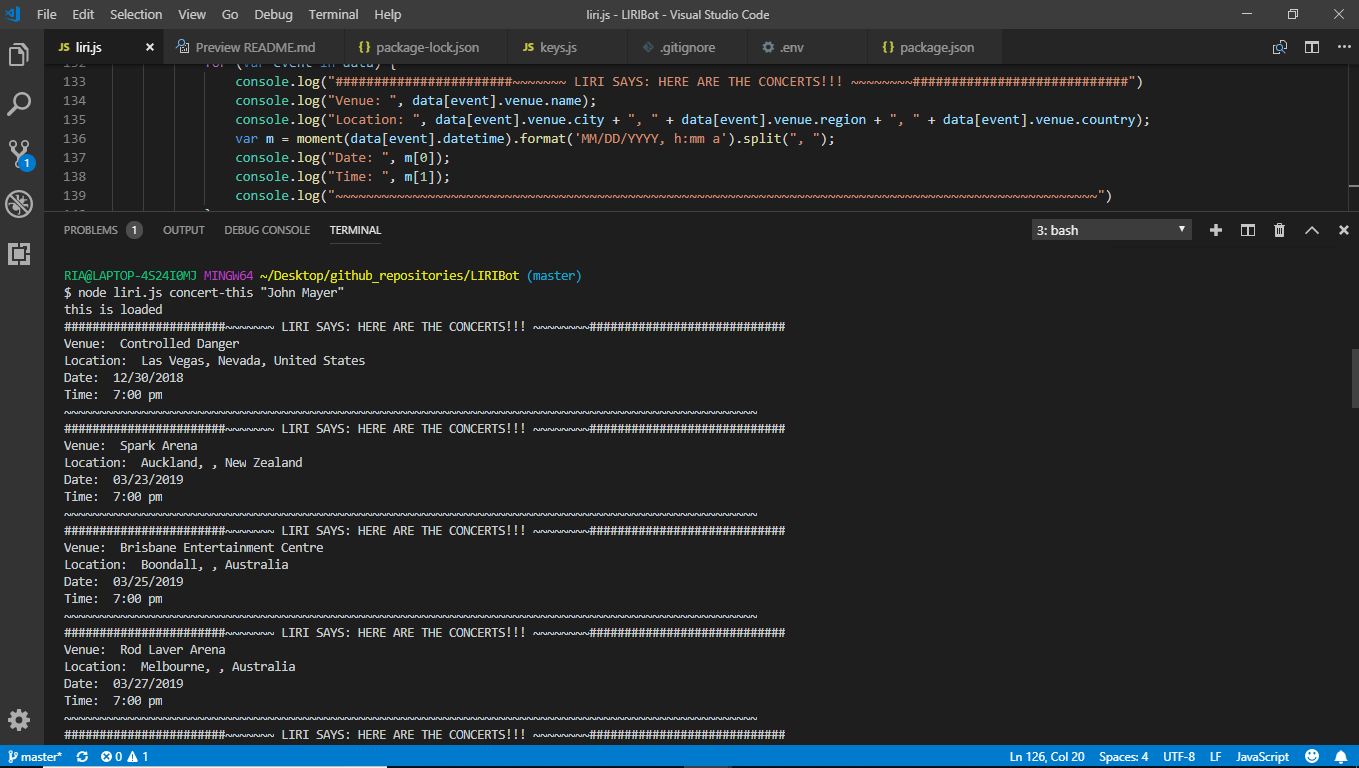 File Edit Selection View Go Debug Terminal Help liri.js - LIRIBot - Visual Studio Code
JS liri.js Preview README.md {} package-lock.json JS keys.js .gitignore .env {} package.json
132 for (var event in data) {
133 console.log("#######################~~~~~~~ LIRI SAYS: HERE ARE THE CONCERTS!!! ~~~~~~~~############################")
134 console.log("Venue: ", data[event].venue.name);
135 console.log("Location: ", data[event].venue.city + ", " + data[event].venue.region + ", " + data[event].venue.country);
136 var m = moment(data[event].datetime).format('MM/DD/YYYY, h:mm a').split(", ");
137 console.log("Date: ", m[0]);
138 console.log("Time: ", m[1]);
139 console.log("~~~~~~~~~~~~~~~~~~~~~~~~~~~~~~~~~~~~~~~~~~~~~~~~~~~~~~~~~~~~~~~~~~~~~~~~~~~~~~~~~~~~~~~~~~~~~~~~~~~")
PROBLEMS 1 OUTPUT DEBUG CONSOLE TERMINAL 3: bash
RIA@LAPTOP-4S24I0MJ MINGW64 ~/Desktop/github_repositories/LIRIBot (master)
$ node liri.js concert-this "John Mayer"
this is loaded
#######################~~~~~~~ LIRI SAYS: HERE ARE THE CONCERTS!!! ~~~~~~~~############################
Venue:  Controlled Danger
Location:  Las Vegas, Nevada, United States
Date:  12/30/2018
Time:  7:00 pm
~~~~~~~~~~~~~~~~~~~~~~~~~~~~~~~~~~~~~~~~~~~~~~~~~~~~~~~~~~~~~~~~~~~~~~~~~~~~~~~~~~~~~~~~~~~~~~~~~~~
#######################~~~~~~~ LIRI SAYS: HERE ARE THE CONCERTS!!! ~~~~~~~~############################
Venue:  Spark Arena
Location:  Auckland, , New Zealand
Date:  03/23/2019
Time:  7:00 pm
~~~~~~~~~~~~~~~~~~~~~~~~~~~~~~~~~~~~~~~~~~~~~~~~~~~~~~~~~~~~~~~~~~~~~~~~~~~~~~~~~~~~~~~~~~~~~~~~~~~
#######################~~~~~~~ LIRI SAYS: HERE ARE THE CONCERTS!!! ~~~~~~~~############################
Venue:  Brisbane Entertainment Centre
Location:  Boondall, , Australia
Date:  03/25/2019
Time:  7:00 pm
~~~~~~~~~~~~~~~~~~~~~~~~~~~~~~~~~~~~~~~~~~~~~~~~~~~~~~~~~~~~~~~~~~~~~~~~~~~~~~~~~~~~~~~~~~~~~~~~~~~
#######################~~~~~~~ LIRI SAYS: HERE ARE THE CONCERTS!!! ~~~~~~~~############################
Venue:  Rod Laver Arena
Location:  Melbourne, , Australia
Date:  03/27/2019
Time:  7:00 pm
~~~~~~~~~~~~~~~~~~~~~~~~~~~~~~~~~~~~~~~~~~~~~~~~~~~~~~~~~~~~~~~~~~~~~~~~~~~~~~~~~~~~~~~~~~~~~~~~~~~
#######################~~~~~~~ LIRI SAYS: HERE ARE THE CONCERTS!!! ~~~~~~~~############################
1
master* 0 1 Ln 126, Col 20 Spaces: 4 UTF-8 LF JavaScript